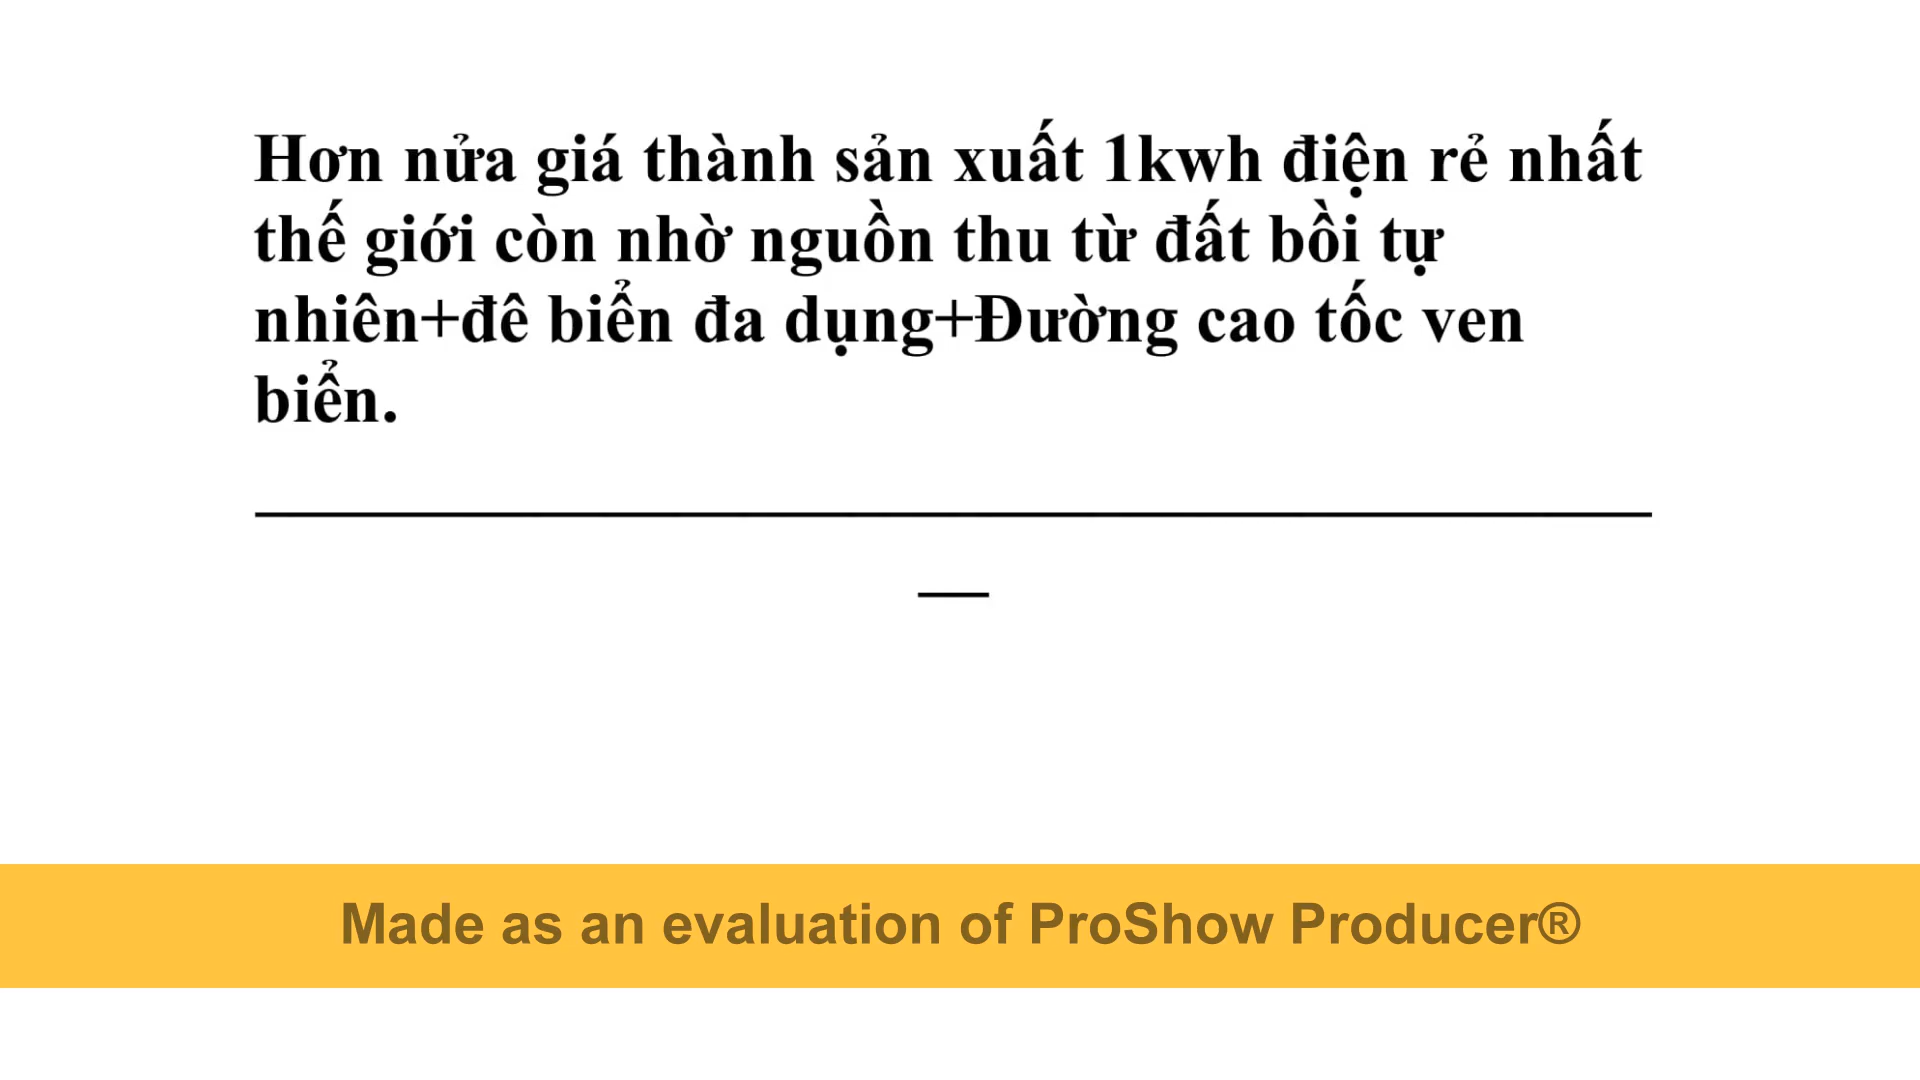 Hơn nửa giá thành sản xuất 1kwh điện rẻ nhất
thế giới còn nhờ nguồn thu từ đất bồi tự
nhiên+đê biển đa dụng+Đường cao tốc ven
biển.
Made as an evaluation of ProShow Producer®